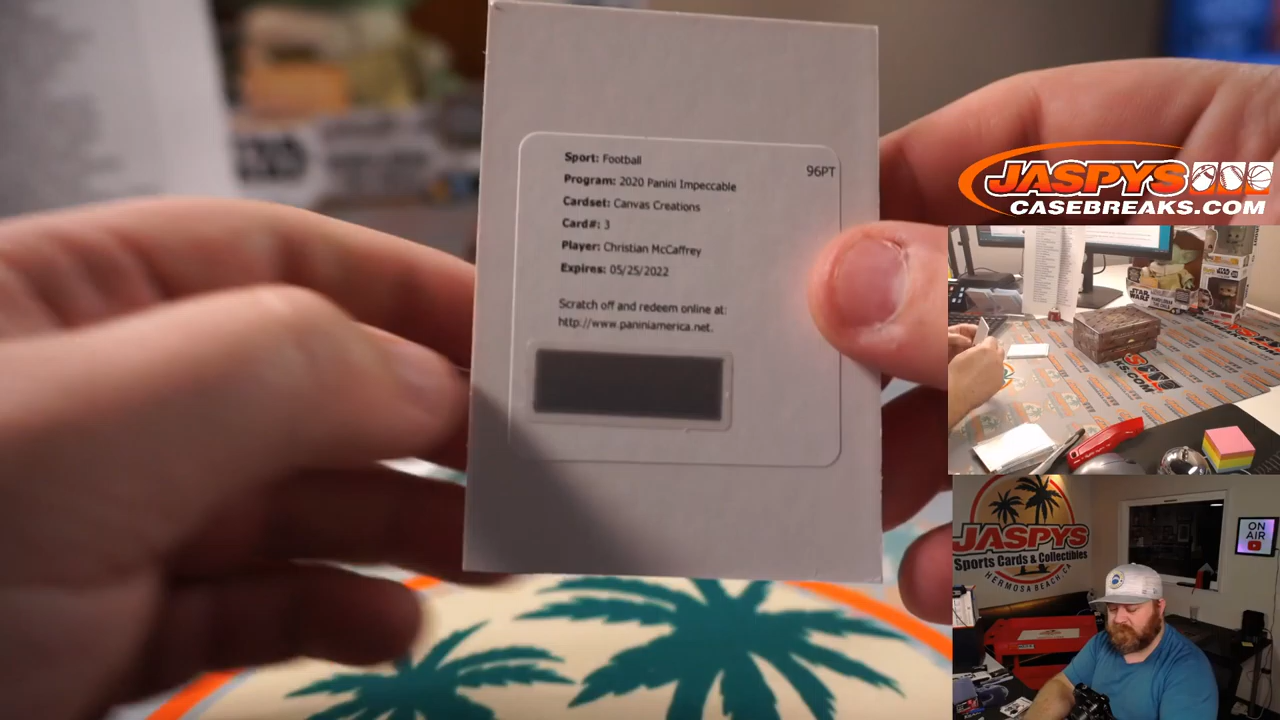 Sport: Football
96PT
Program: 2020 Panini Impeccable
Cardset: Canvas Creations
Card#: 3
Player: Christian McCaffrey
Expires: 05/25/2022
Scratch off and redeem online at:
http://www.paniniamerica.net.
JASPYS
CASEBREAKS.COM
STAR WARS
JASPYS
Sports Cards & Collectibles
HERMOSA BEACH, CA
ON
AIR